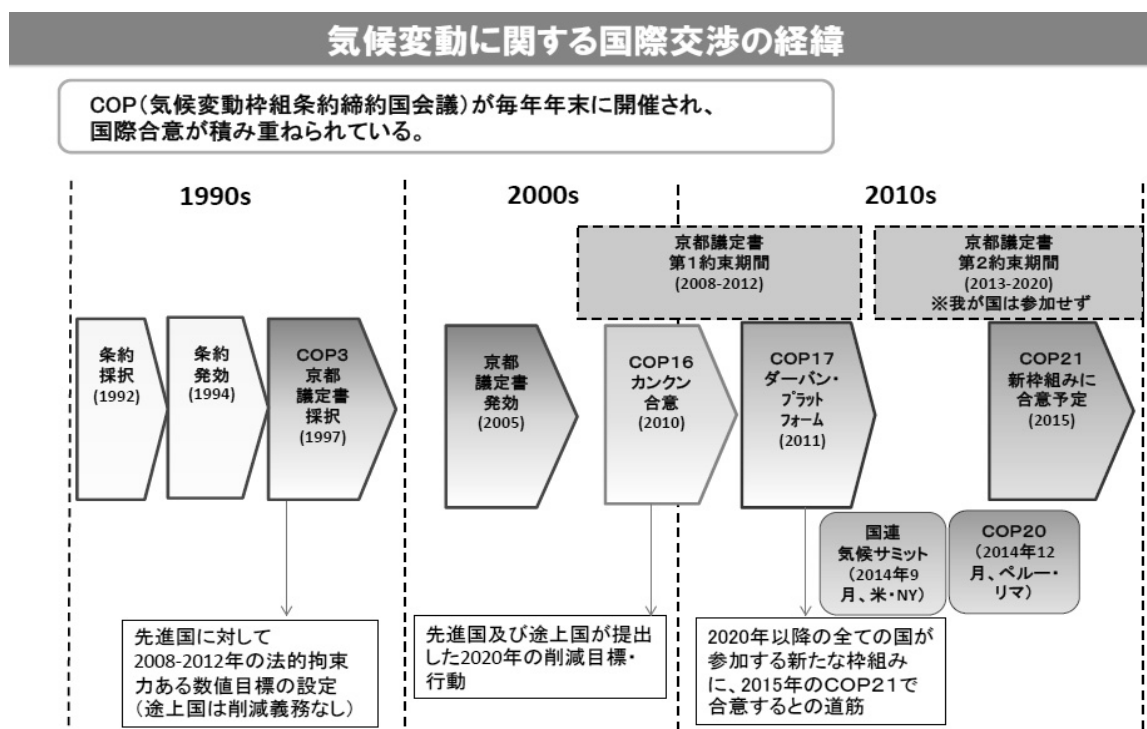 気候変動に関する国際交渉の経緯
COP（気候変動枠組条約締約国会議）が毎年年末に開催され、
国際合意が積み重ねられている。
1990s
2000s
2010s
京都議定書
第１約束期間
(2008-2012)
京都議定書
第２約束期間
(2013-2020)
※我が国は参加せず
条約
採択
(1992)
条約
発効
(1994)
COP3
京都
議定書
採択
(1997)
京都
議定書
発効
(2005)
COP16
カンクン
合意
(2010)
COP17
ダーバン・
プラット
フォーム
(2011)
COP21
新枠組みに
合意予定
(2015)
国連
気候サミット
(2014年9
月、米・NY)
COP20
(2014年12
月、ペルー・
リマ)
先進国に対して
2008-2012年の法的拘束
力ある数値目標の設定
（途上国は削減義務なし）
先進国及び途上国が提出
した2020年の削減目標・
行動
2020年以降の全ての国が
参加する新たな枠組み
に、2015年のCOP21で
合意するとの道筋